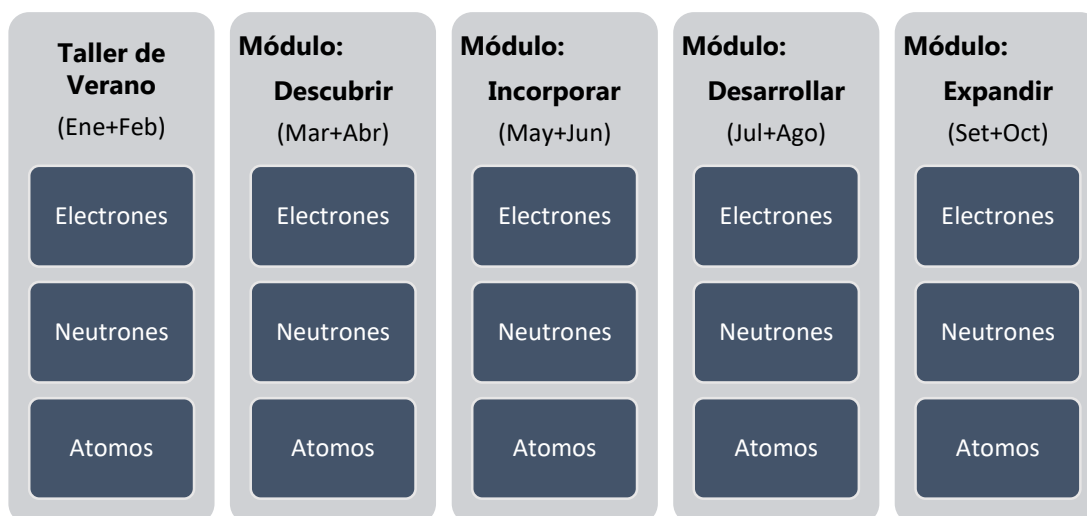 Taller de
Verano
(Ene+Feb)
Electrones
Neutrones
Atomos
Módulo:
Descubrir
(Mar+Abr)
Electrones
Neutrones
Atomos
Módulo:
Incorporar
(May+Jun)
Electrones
Neutrones
Atomos
Módulo:
Desarrollar
(Jul+Ago)
Electrones
Neutrones
Atomos
Módulo:
Expandir
(Set+Oct)
Electrones
Neutrones
Atomos